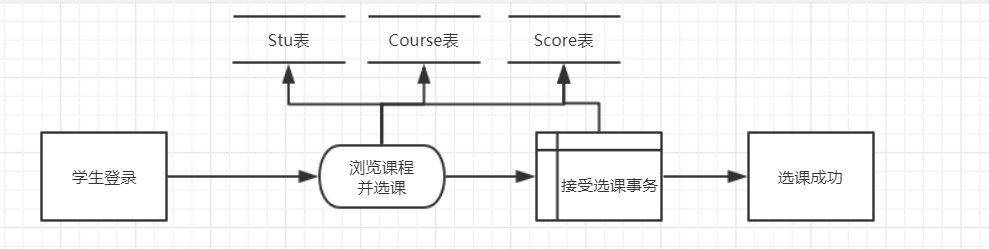 Stu表
Course表
Score表
学生登录
浏览课程
并选课
接受选课事务
选课成功